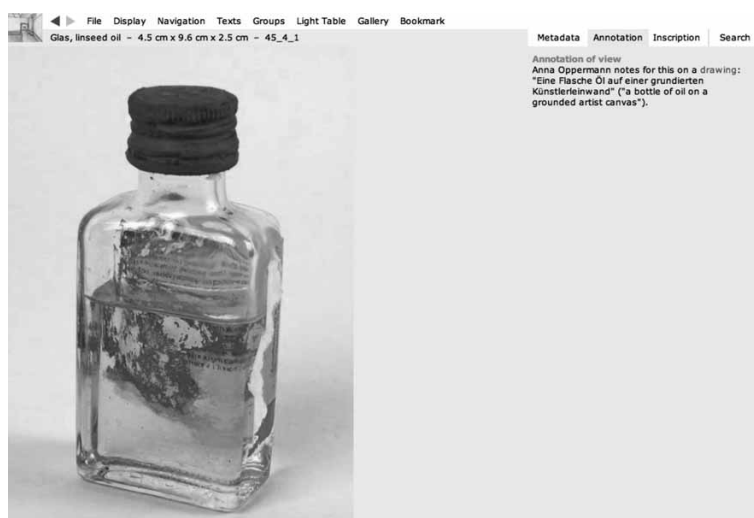 File Display Navigation Texts Groups Light Table Gallery Bookmark
Glas, linseed oil – 4.5 cm x 9.6 cm x 2.5 cm – 45_4_1
Metadata Annotation Inscription Search
Annotation of view
Anna Oppermann notes for this on a drawing:
"Eine Flasche Öl auf einer grundierten
Künstlerleinwand" ("a bottle of oil on a
grounded artist canvas").